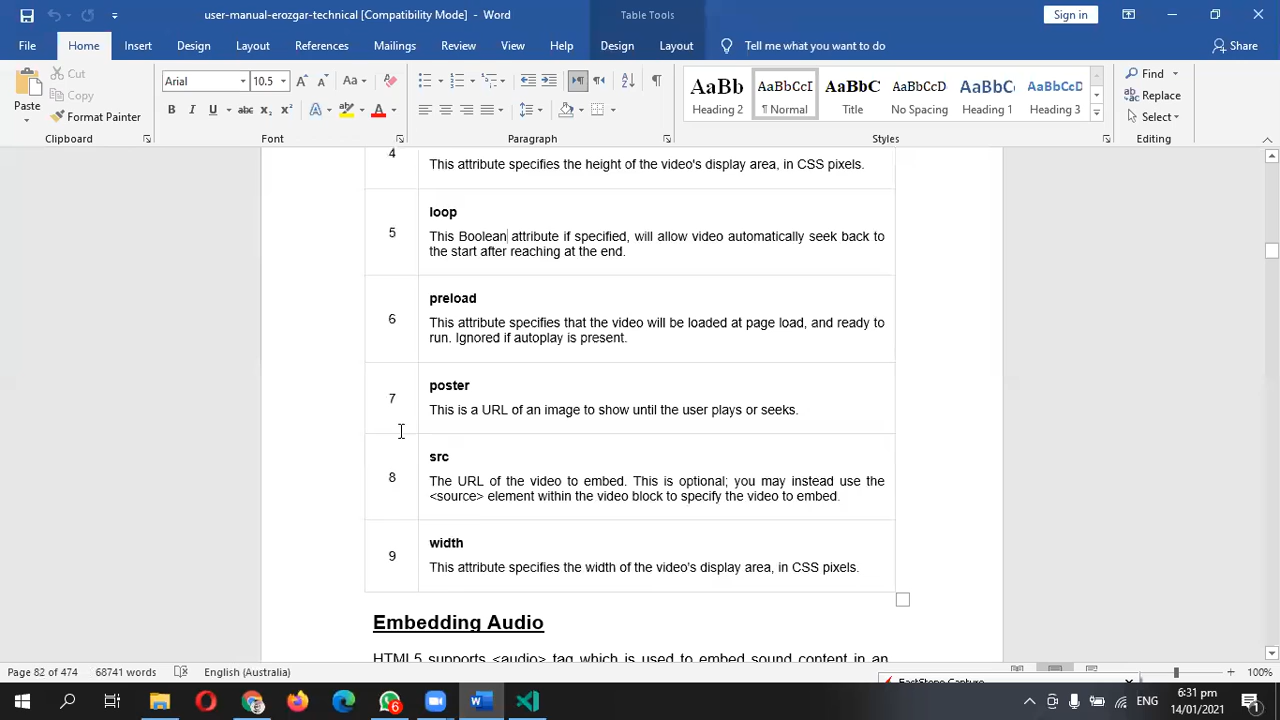 user-manual-erozgar-technical [Compatibility Mode] - Word
Table Tools
Sign in
File Home Insert Design Layout References Mailings Review View Help Design Layout Tell me what you want to do Share
Paste
Cut
Copy
Format Painter
Clipboard
Arial 10.5
Font
Paragraph
AaBb AaBbCcI AaBbC AaBbCcDc AaBbC AaBbCcD
Heading 2 ¶ Normal Title No Spacing Heading 1 Heading 3
Styles
Find
Replace
Select
Editing
4 This attribute specifies the height of the video's display area, in CSS pixels.
loop
5 This Boolean attribute if specified, will allow video automatically seek back to
the start after reaching at the end.
preload
6 This attribute specifies that the video will be loaded at page load, and ready to
run. Ignored if autoplay is present.
poster
7 This is a URL of an image to show until the user plays or seeks.
src
8 The URL of the video to embed. This is optional; you may instead use the
<source> element within the video block to specify the video to embed.
width
9 This attribute specifies the width of the video's display area, in CSS pixels.
Embedding Audio
HTML5 supports <audio> tag which is used to embed sound content in an
Page 82 of 474 68741 words English (Australia) 100%
FastStone Capture
6
ENG
6:31 pm
14/01/2021
1